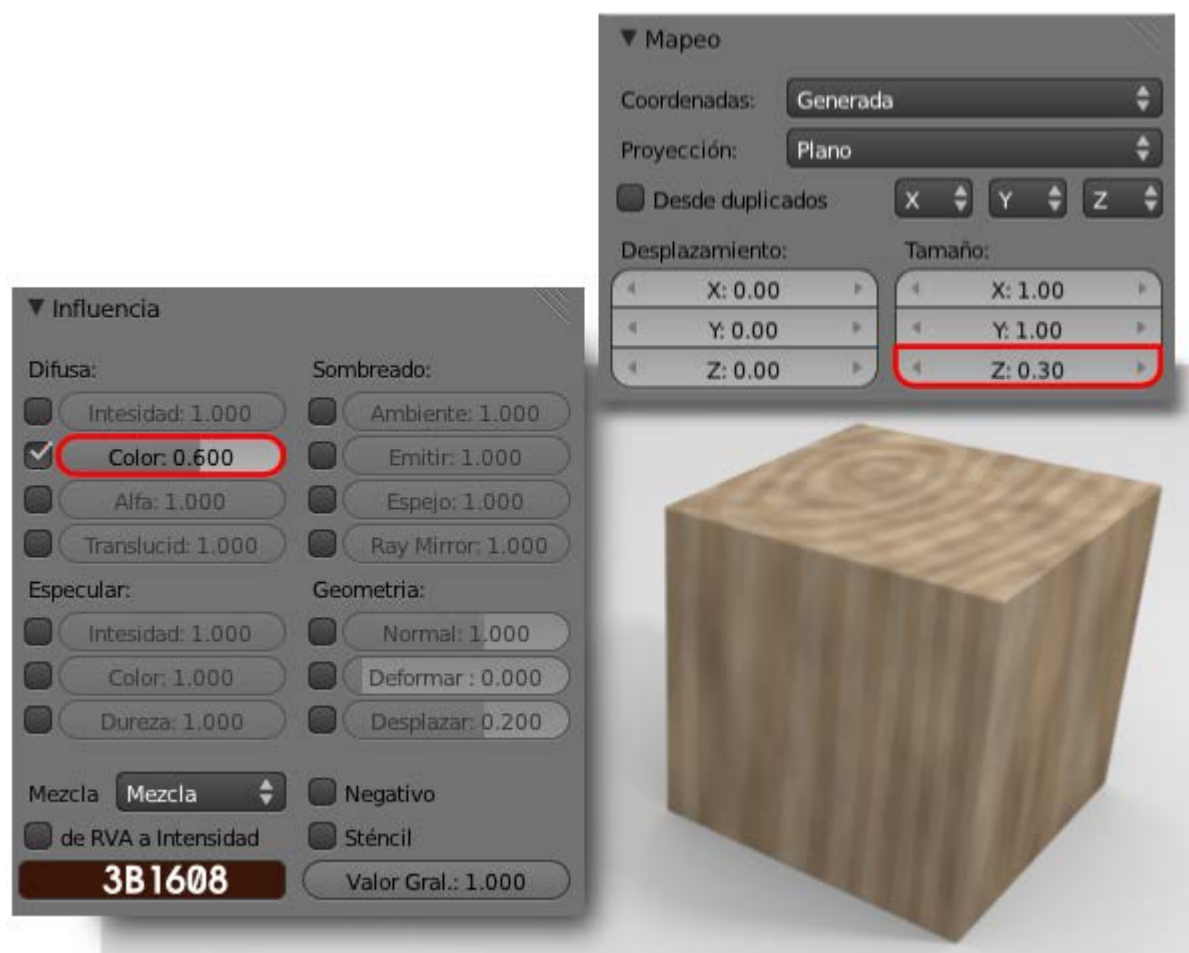 Mapeo
Coordenadas: Generada
Proyección: Plano
Desde duplicados X Y Z
Desplazamiento: Tamaño:
X: 0.00 X: 1.00
Y: 0.00 Y: 1.00
Z: 0.00 Z: 0.30
Influencia
Difusa: Sombreado:
Intesidad: 1.000 Ambiente: 1.000
Color: 0.600 Emitir: 1.000
Alfa: 1.000 Espejo: 1.000
Translucid: 1.000 Ray Mirror: 1.000
Especular: Geometria:
Intesidad: 1.000 Normal: 1.000
Color: 1.000 Deformar : 0.000
Dureza: 1.000 Desplazar: 0.200
Mezcla Mezcla Negativo
de RVA a Intensidad Sténcil
3B1608 Valor Gral.: 1.000